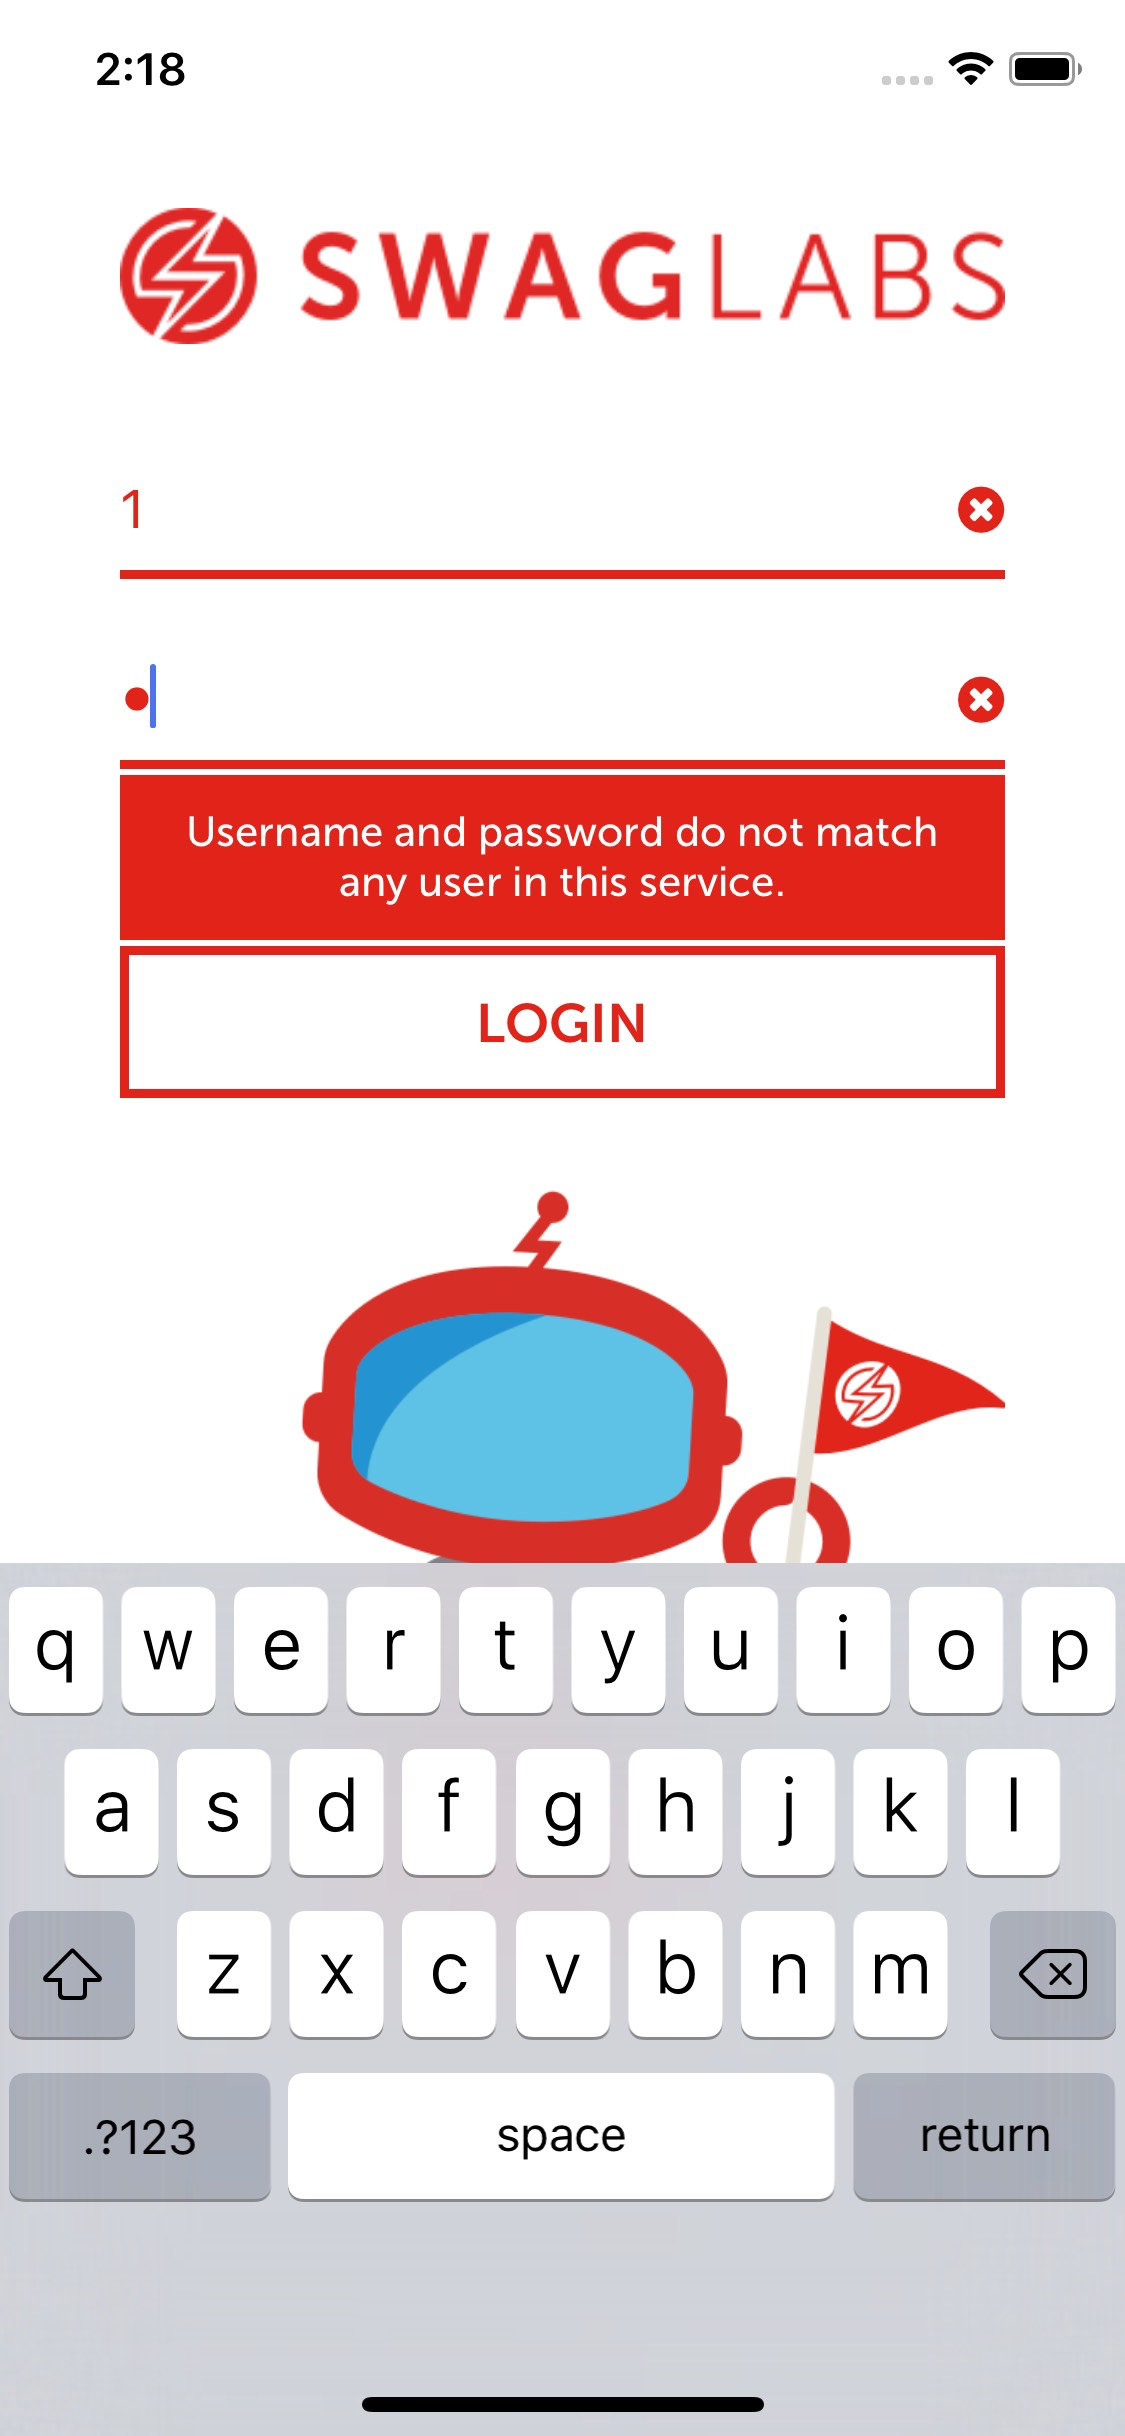 2:18
SWAGLABS
1
Username and password do not match
any user in this service.
LOGIN
q w e r t y u i o p
a s d f g h j k l
z x c v b n m
.?123 space return